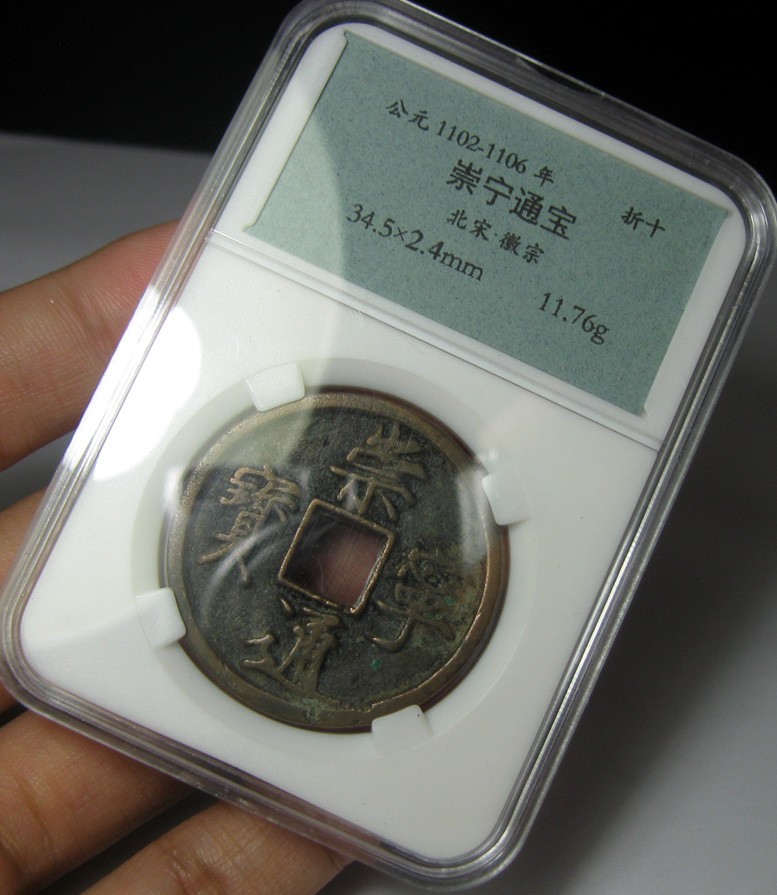 公元 1102-1106 年
崇宁通宝 折十
北宋·徽宗
34.5×2.4mm 11.76g
崇寧通寳